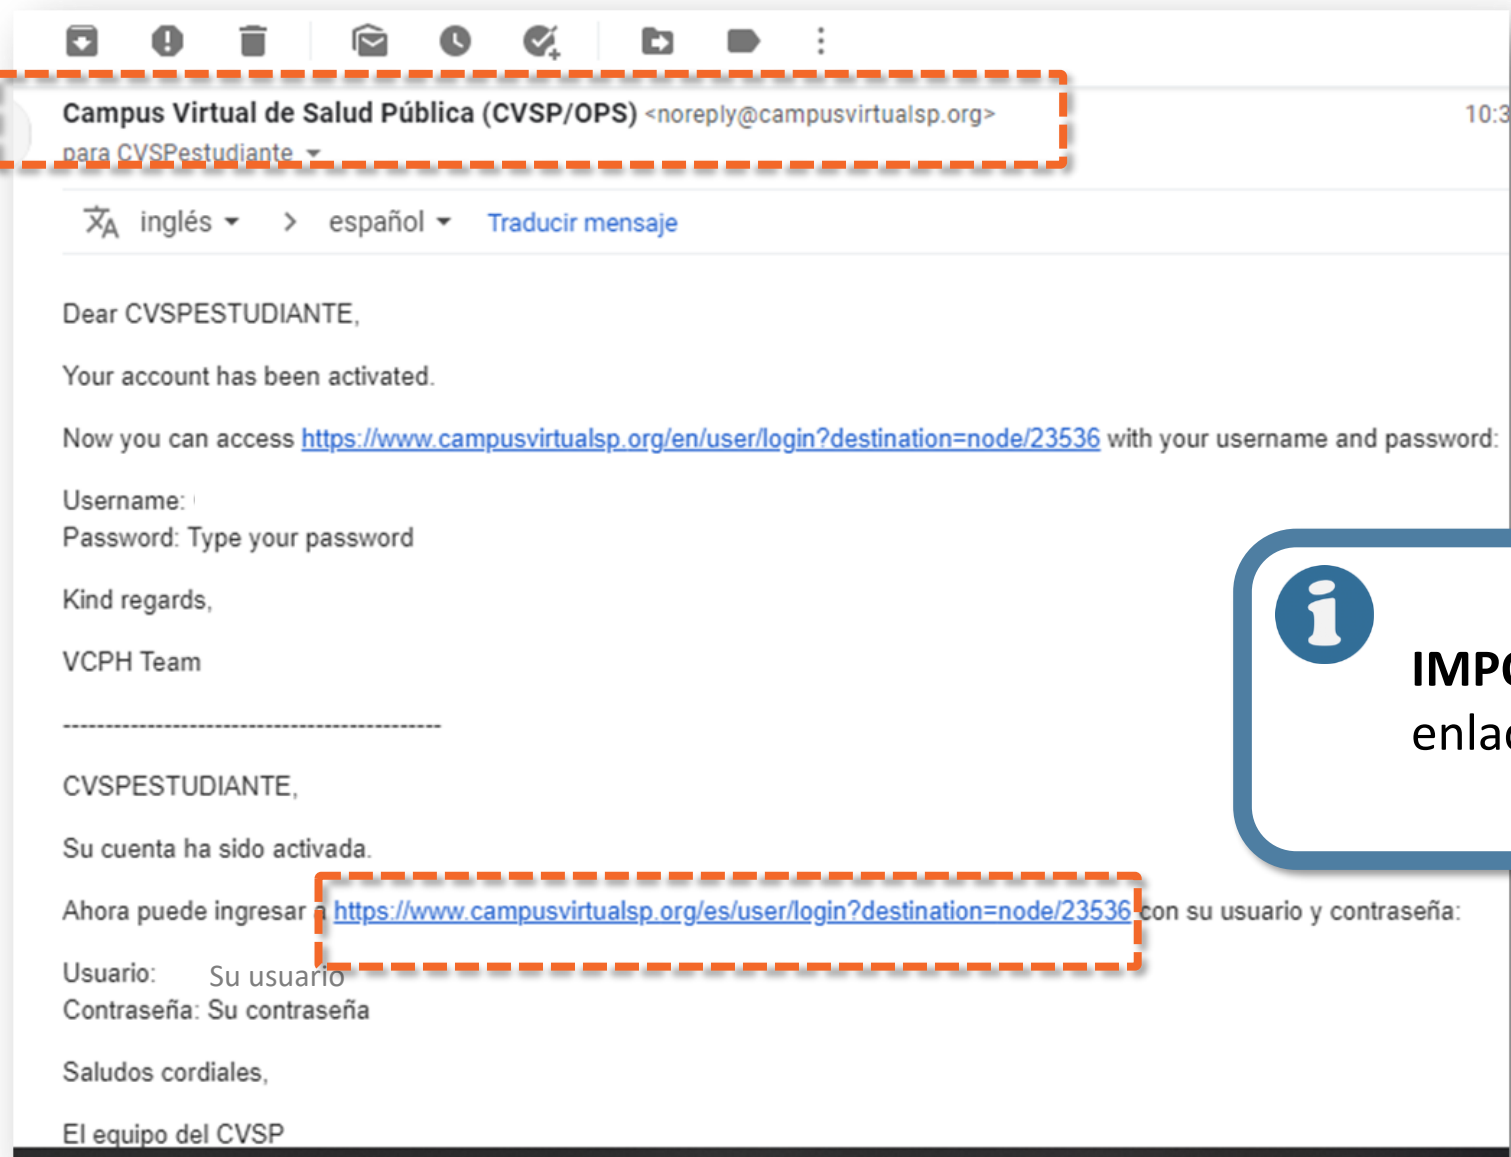 Campus Virtual de Salud Pública (CVSP/OPS) <noreply@campusvirtualsp.org>
10:3
para CVSPestudiante
inglés > español Traducir mensaje
Dear CVSPESTUDIANTE,
Your account has been activated.
Now you can access https://www.campusvirtualsp.org/en/user/login?destination=node/23536 with your username and password:
Username:
Password: Type your password
Kind regards,
VCPH Team
---------------------------------------------
CVSPESTUDIANTE,
Su cuenta ha sido activada.
Ahora puede ingresar a https://www.campusvirtualsp.org/es/user/login?destination=node/23536 con su usuario y contraseña:
Usuario: Su usuario
Contraseña: Su contraseña
Saludos cordiales,
El equipo del CVSP